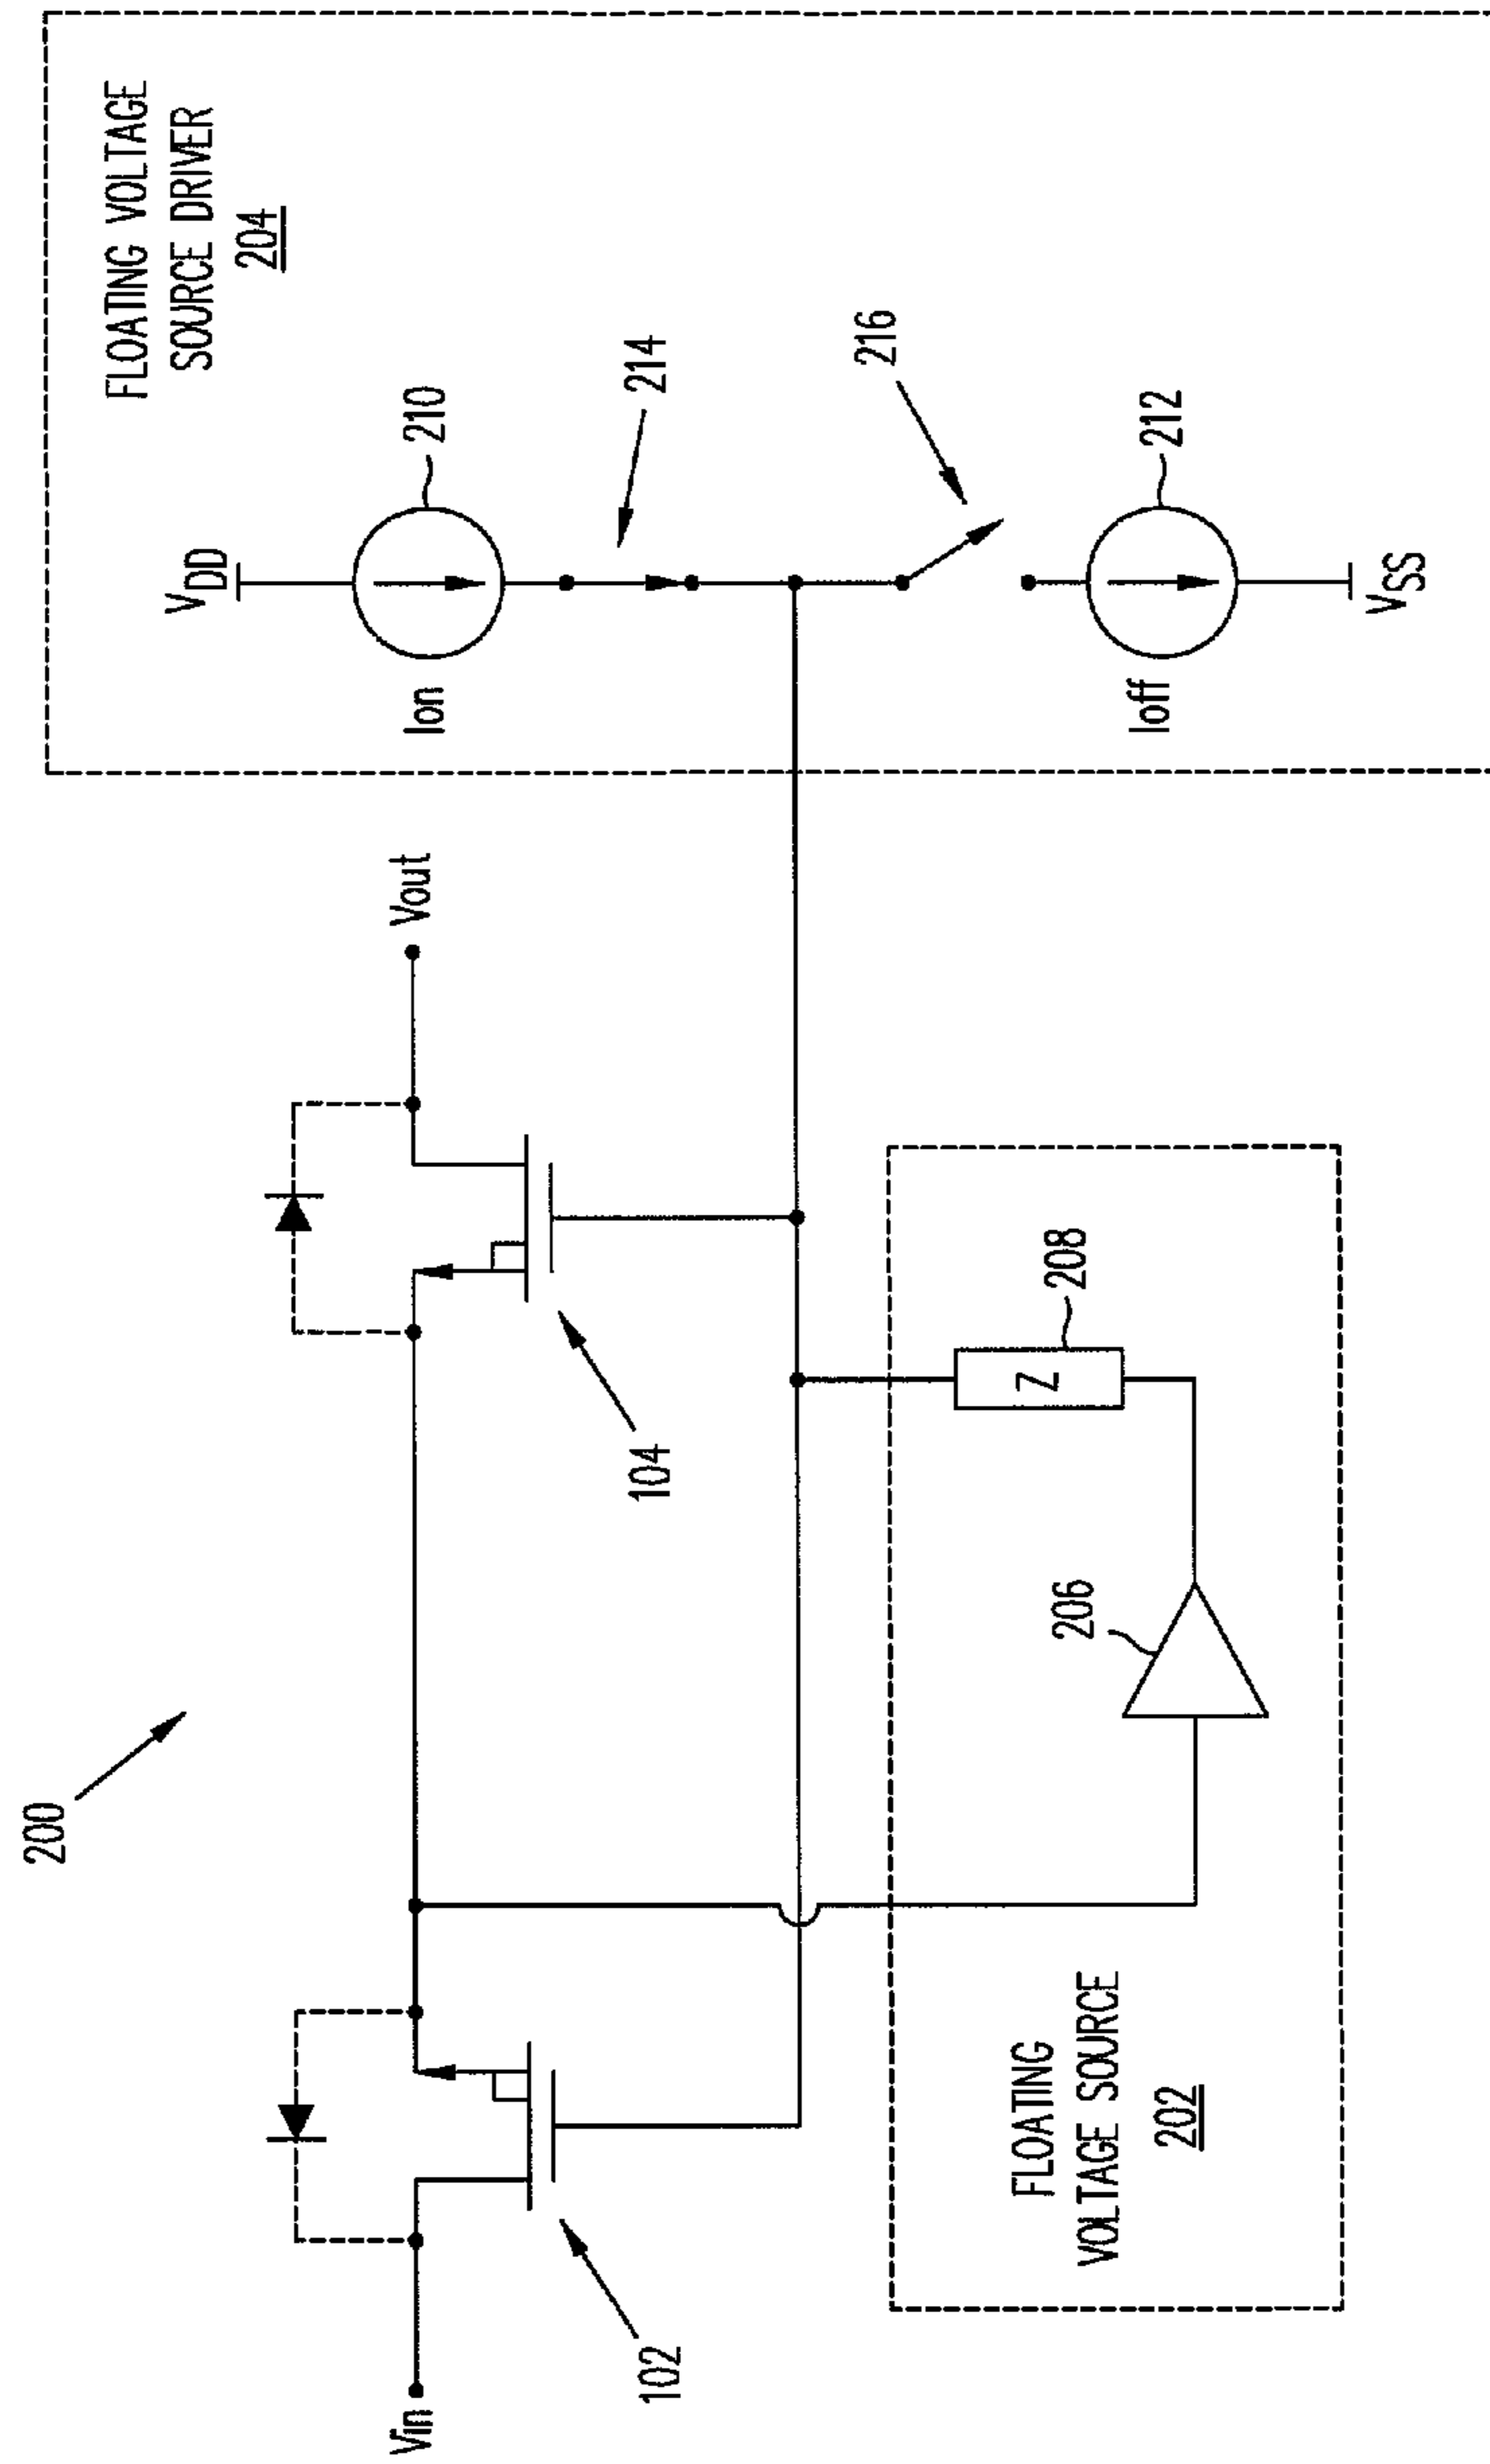 200
FLOATING VOLTAGE
SOURCE DRIVER
204
VDD
210
Ion
214
216
212
Ioff
VSS
Vin
Vout
102
104
206
208
Z
FLOATING
VOLTAGE SOURCE
202